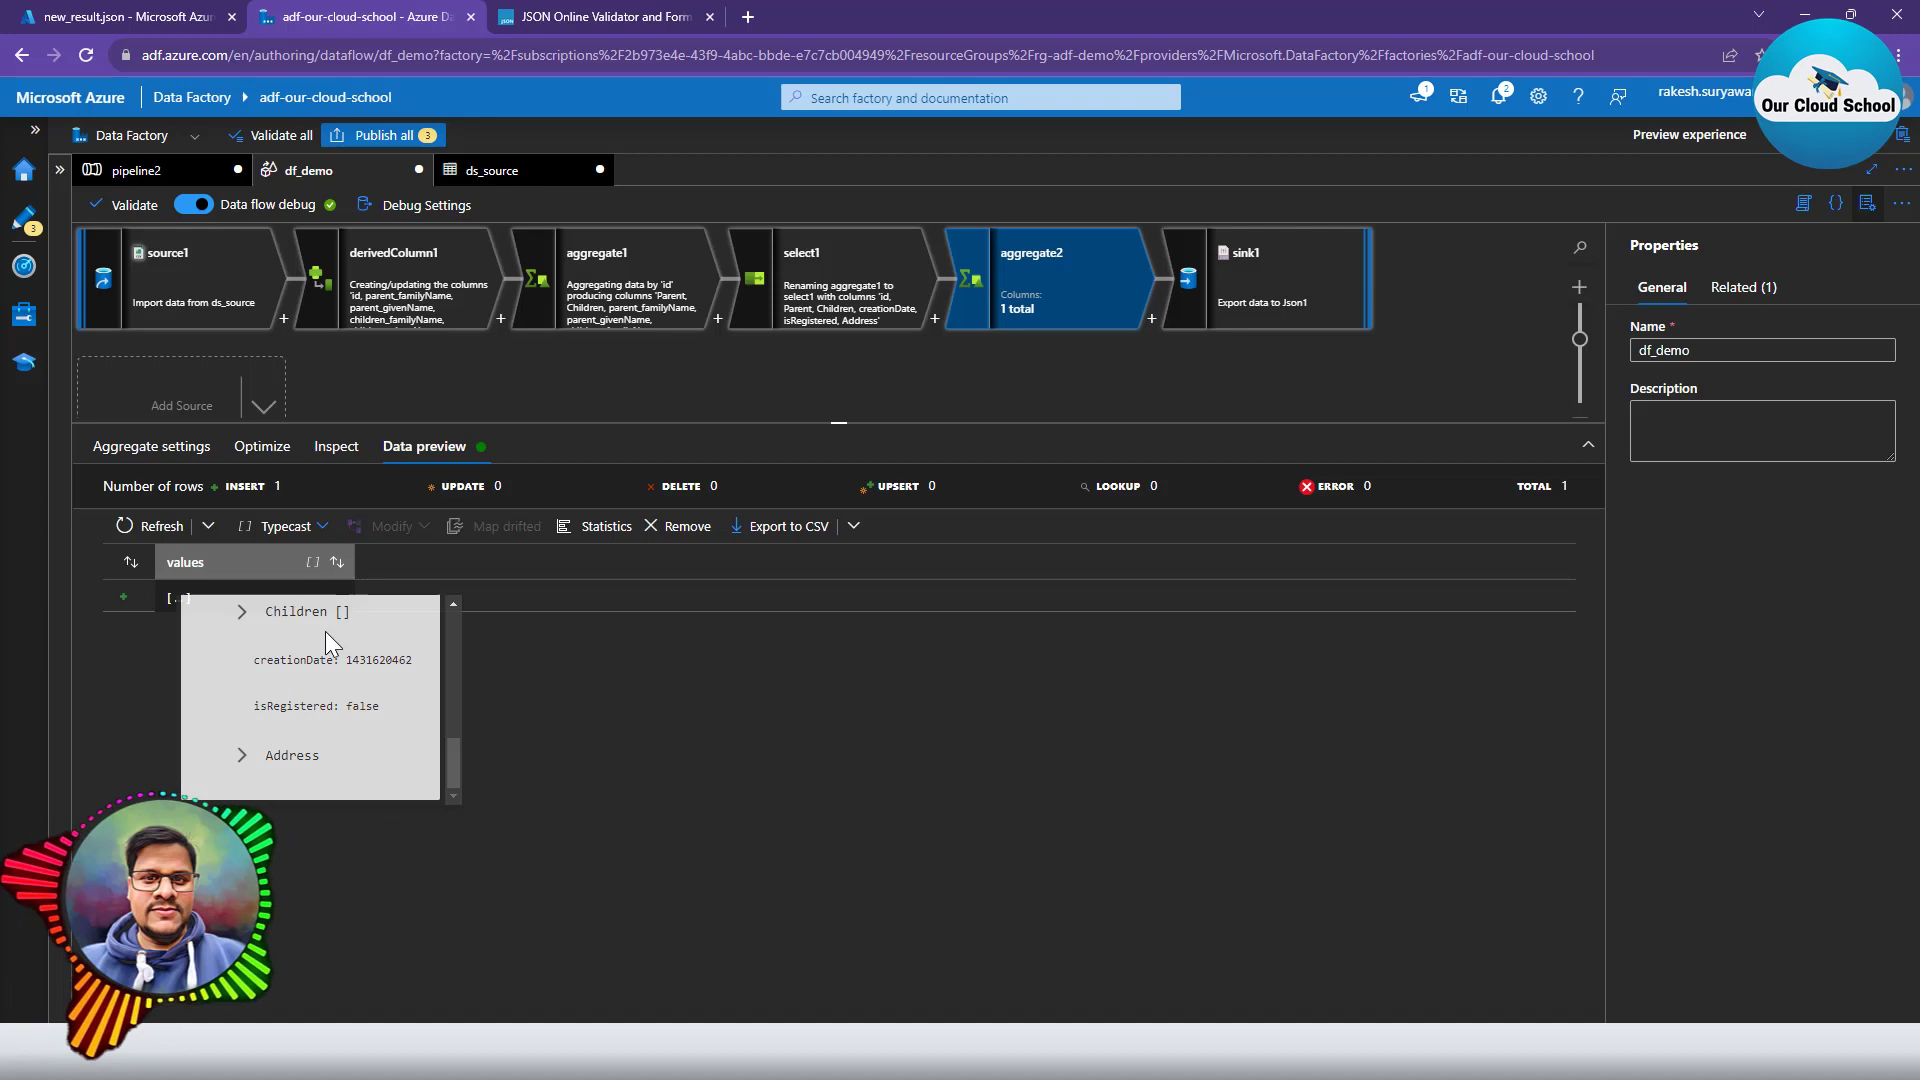 new_result.json - Microsoft Azu
adf-our-cloud-school - Azure Da
JSON Online Validator and Form
adf.azure.com/en/authoring/dataflow/df_demo?factory=%2Fsubscriptions%2F2b973e4e-43f9-4abc-bbde-e7c7cb004949%2FresourceGroups%2Frg-adf-demo%2Fproviders%2FMicrosoft.DataFactory%2Ffactories%2Fadf-our-cloud-school
Microsoft Azure
Data Factory
adf-our-cloud-school
Search factory and documentation
1
2
rakesh.suryawa
Our Cloud School
Data Factory
Validate all
Publish all 3
Preview experience
pipeline2
df_demo
ds_source
3
Validate
Data flow debug
Debug Settings
source1
Import data from ds_source
derivedColumn1
Creating/updating the columns
'id, parent_familyName,
parent_givenName,
children_familyName,
aggregate1
Aggregating data by 'id'
producing columns 'Parent,
Children, parent_familyName,
parent_givenName,
select1
Renaming aggregate1 to
select1 with columns 'id,
Parent, Children, creationDate,
isRegistered, Address'
aggregate2
Columns:
1 total
sink1
Export data to Json1
Add Source
Properties
General
Related (1)
Name *
df_demo
Description
Aggregate settings
Optimize
Inspect
Data preview
Number of rows
INSERT 1
UPDATE 0
DELETE 0
UPSERT 0
LOOKUP 0
ERROR 0
TOTAL 1
Refresh
[ ] Typecast
Modify
Map drifted
Statistics
Remove
Export to CSV
values
[ ]
[..]
Children []
creationDate: 1431620462
isRegistered: false
Address